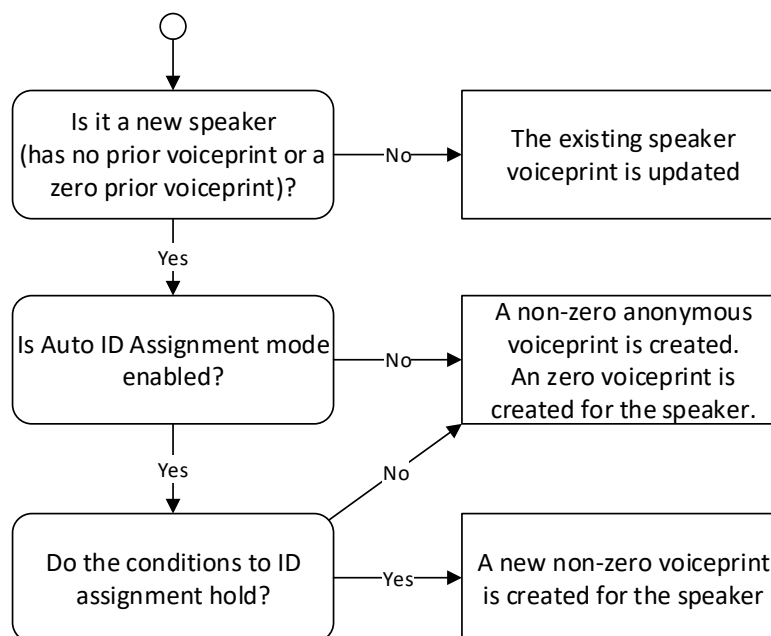 Is it a new speaker
(has no prior voiceprint or a
zero prior voiceprint)?
No
The existing speaker
voiceprint is updated
Yes
Is Auto ID Assignment mode
enabled?
No
A non-zero anonymous
voiceprint is created.
An zero voiceprint is
created for the speaker.
Yes
No
Do the conditions to ID
assignment hold?
Yes
A new non-zero voiceprint
is created for the speaker